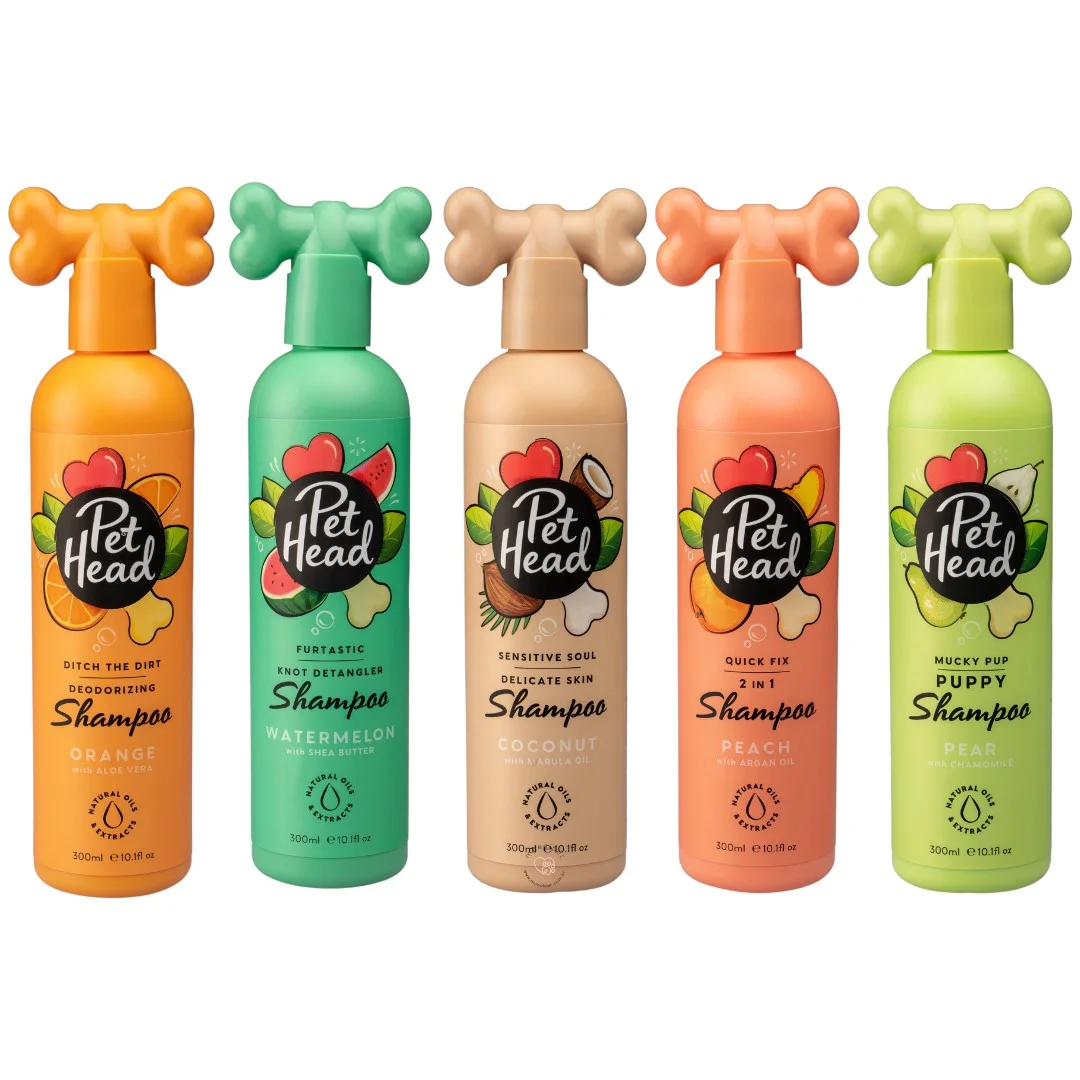 Pet
Head
DITCH THE DIRT
DEODORIZING
Shampoo
ORANGE
with ALOE VERA
NATURAL OILS
& EXTRACTS
300ml ℮10.1fl oz
Pet
Head
FURTASTIC
KNOT DETANGLER
Shampoo
WATERMELON
with SHEA BUTTER
NATURAL OILS
& EXTRACTS
300ml ℮10.1fl oz
Pet
Head
SENSITIVE SOUL
DELICATE SKIN
Shampoo
COCONUT
with MARULA OIL
NATURAL OILS
& EXTRACTS
300ml ℮10.1fl oz
Pet
Head
QUICK FIX
2 IN 1
Shampoo
PEACH
with ARGAN OIL
NATURAL OILS
& EXTRACTS
300ml ℮10.1fl oz
Pet
Head
MUCKY PUP
PUPPY
Shampoo
PEAR
with CHAMOMILE
NATURAL OILS
& EXTRACTS
300ml ℮10.1fl oz